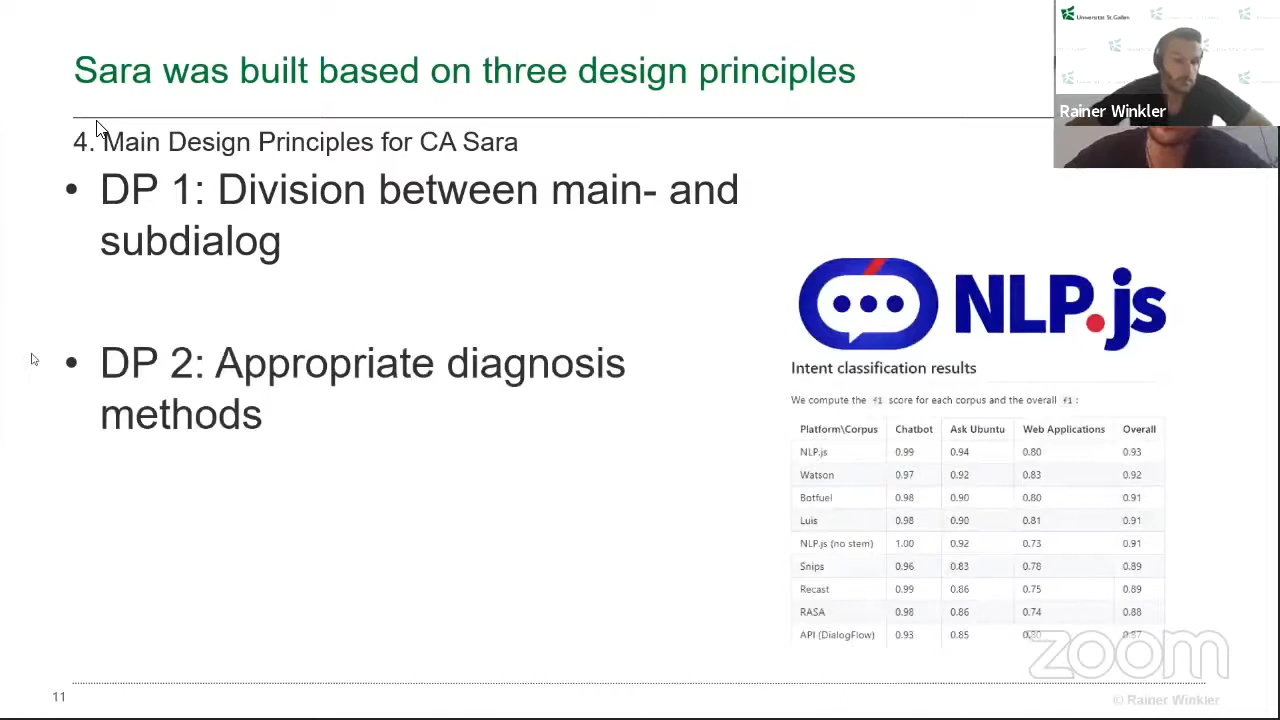 Sara was built based on three design principles
Universität St.Gallen
Rainer Winkler
4. Main Design Principles for CA Sara
• DP 1: Division between main- and
subdialog
• DP 2: Appropriate diagnosis
methods
NLP.js
Intent classification results
We compute the f1 score for each corpus and the overall f1 :
Platform\Corpus Chatbot Ask Ubuntu Web Applications Overall
NLP.js 0.99 0.94 0.80 0.93
Watson 0.97 0.92 0.83 0.92
Botfuel 0.98 0.90 0.80 0.91
Luis 0.98 0.90 0.81 0.91
NLP.js (no stem) 1.00 0.92 0.73 0.91
Snips 0.96 0.83 0.78 0.89
Recast 0.99 0.86 0.75 0.89
RASA 0.98 0.86 0.74 0.88
API (DialogFlow) 0.93 0.85 0.80 0.87
zoom
11
© Rainer Winkler